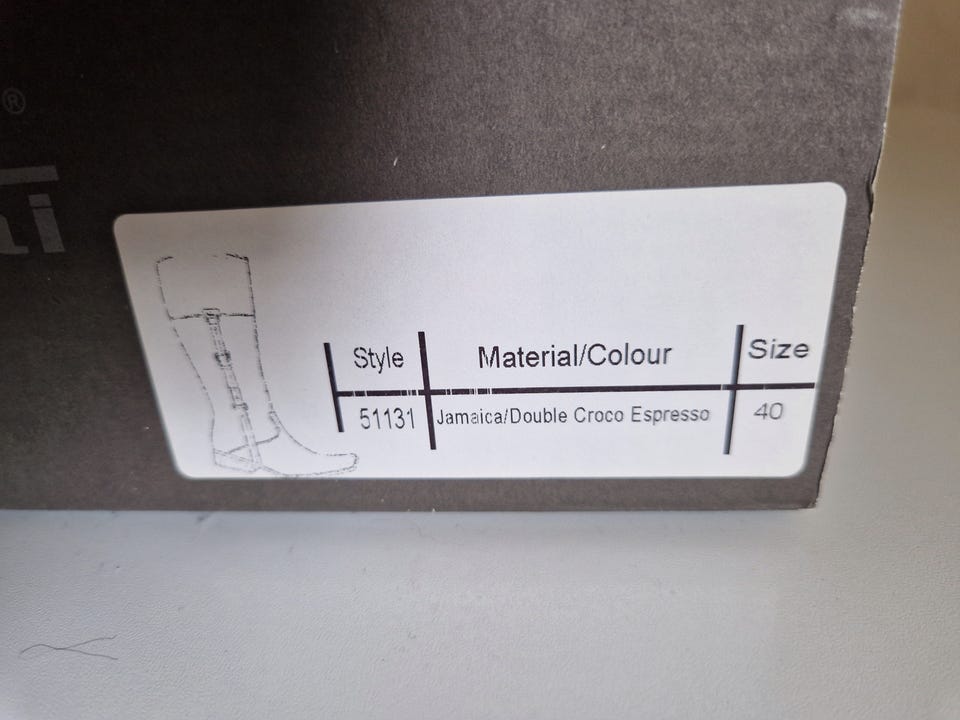 ®
Style Material/Colour Size
51131 Jamaica/Double Croco Espresso 40